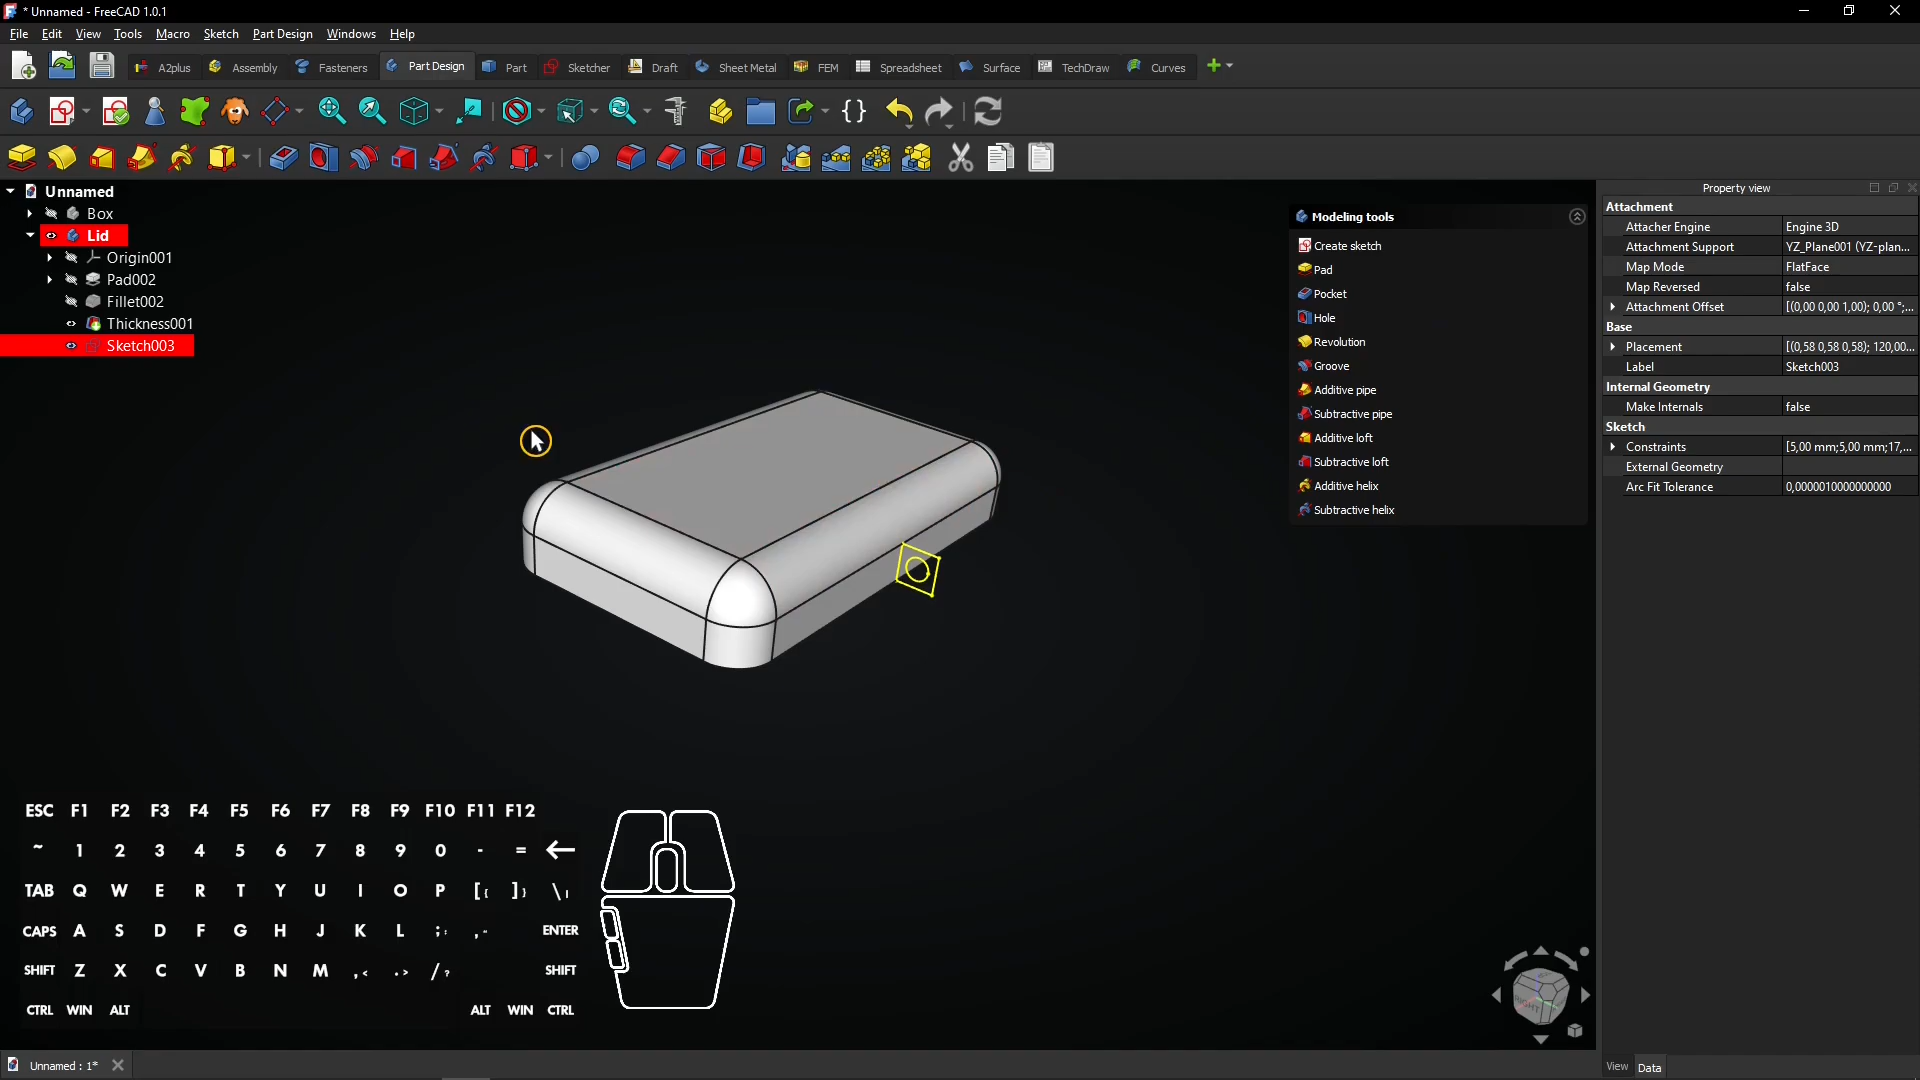 * Unnamed - FreeCAD 1.0.1
File Edit View Tools Macro Sketch Part Design Windows Help
A2plus Assembly Fasteners Part Design Part Sketcher Draft Sheet Metal FEM Spreadsheet Surface TechDraw Curves
Unnamed
Box
Lid
Origin001
Pad002
Fillet002
Thickness001
Sketch003
Modeling tools
Create sketch
Pad
Pocket
Hole
Revolution
Groove
Additive pipe
Subtractive pipe
Additive loft
Subtractive loft
Additive helix
Subtractive helix
Property view
Attachment
Attacher Engine Engine 3D
Attachment Support YZ_Plane001 (YZ-plan...
Map Mode FlatFace
Map Reversed false
Attachment Offset [(0,00 0,00 1,00); 0,00 °;...
Base
Placement [(0,58 0,58 0,58); 120,00...
Label Sketch003
Internal Geometry
Make Internals false
Sketch
Constraints [5,00 mm;5,00 mm;17,...
External Geometry
Arc Fit Tolerance 0,0000010000000000
ESC F1 F2 F3 F4 F5 F6 F7 F8 F9 F10 F11 F12
~ 1 2 3 4 5 6 7 8 9 0 - = ←
TAB Q W E R T Y U I O P [{ ]} \|
CAPS A S D F G H J K L ;: ,“ ENTER
SHIFT Z X C V B N M ,< .> /? SHIFT
CTRL WIN ALT ALT WIN CTRL
RIGHT
Unnamed : 1*
View Data